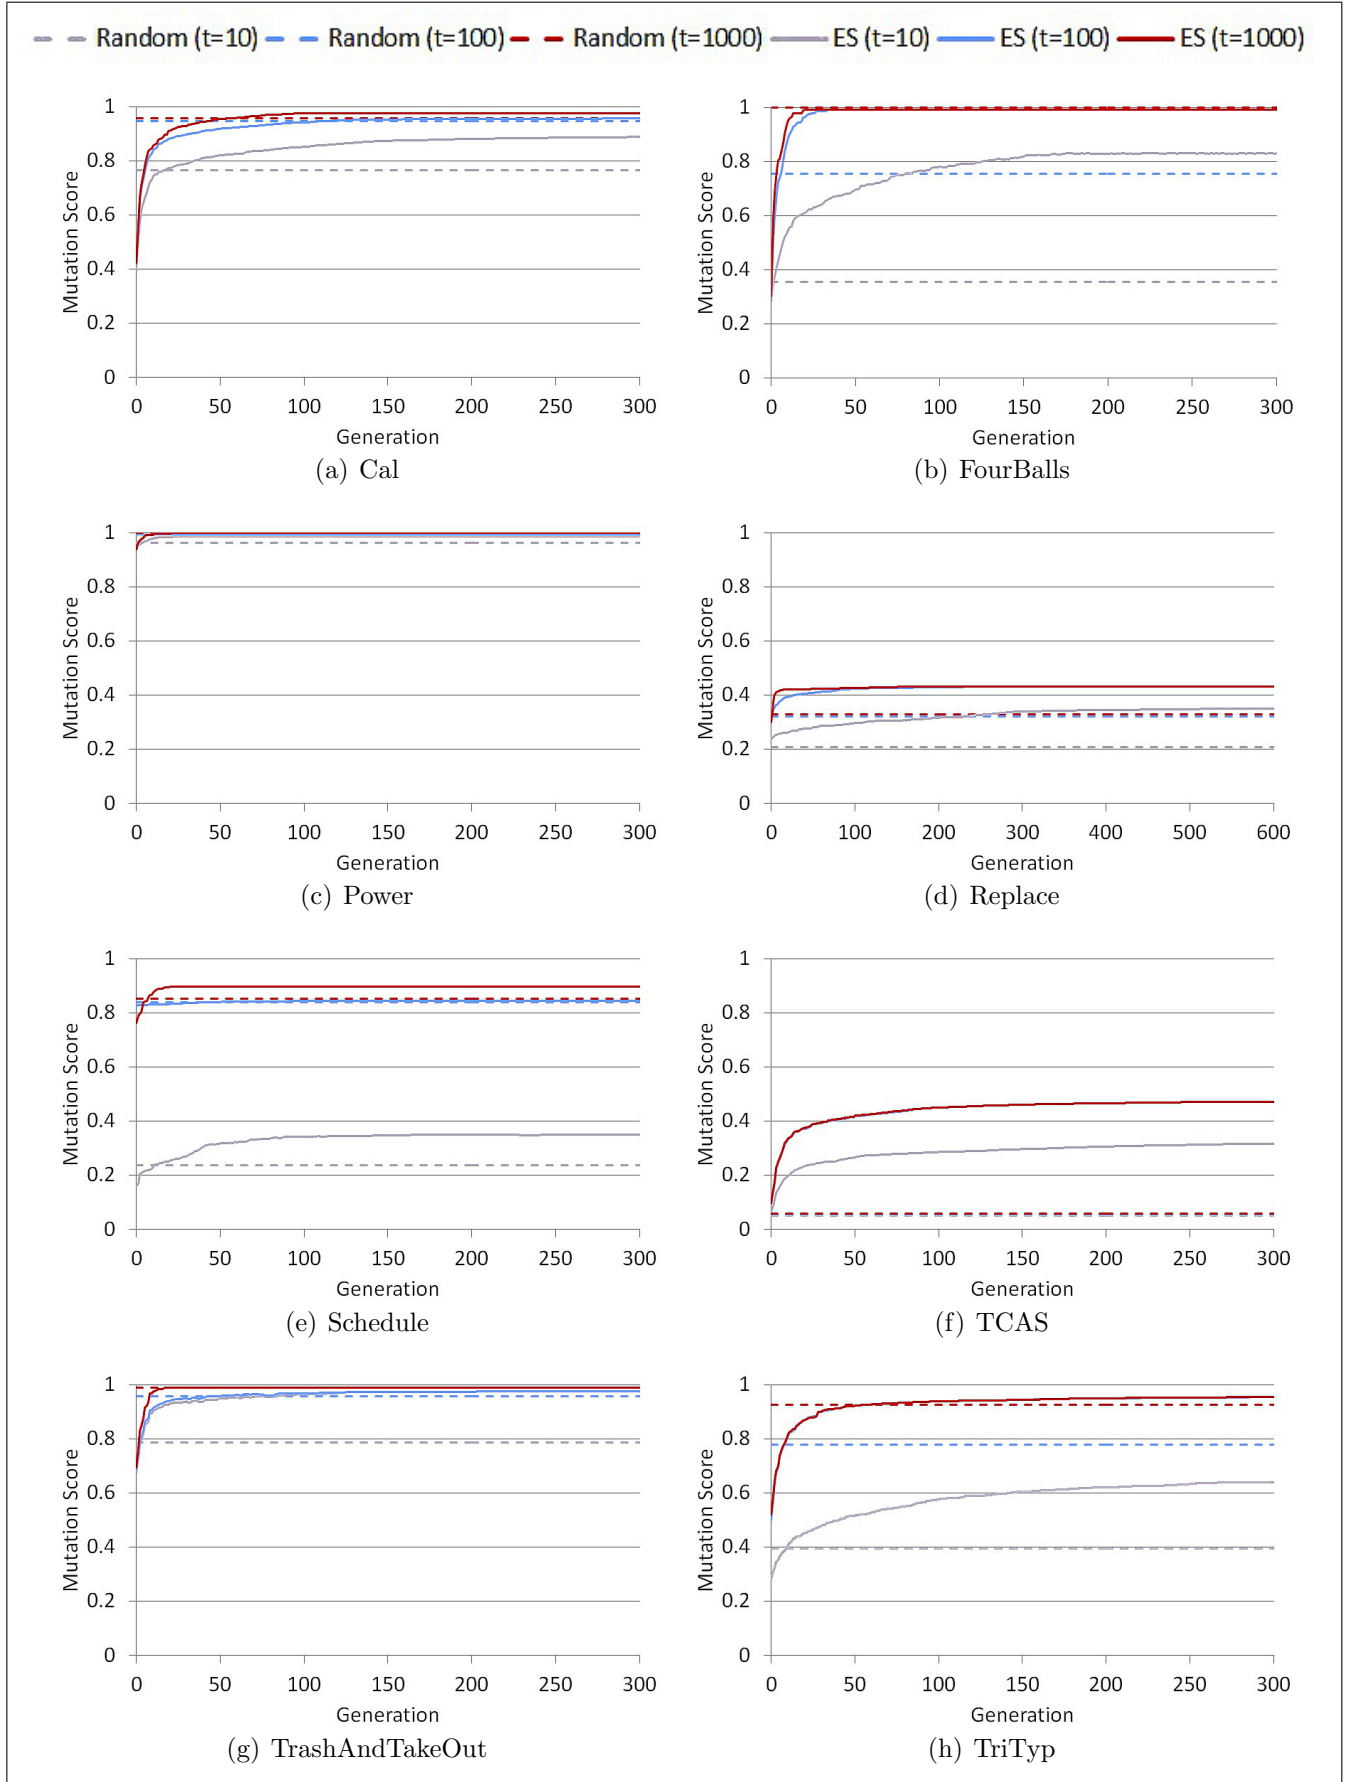 Random (t=10) Random (t=100) Random (t=1000) ES (t=10) ES (t=100) ES (t=1000)
Mutation Score
1
0.8
0.6
0.4
0.2
0
0 50 100 150 200 250 300
Generation
(a) Cal
Mutation Score
1
0.8
0.6
0.4
0.2
0
0 50 100 150 200 250 300
Generation
(b) FourBalls
Mutation Score
1
0.8
0.6
0.4
0.2
0
0 50 100 150 200 250 300
Generation
(c) Power
Mutation Score
1
0.8
0.6
0.4
0.2
0
0 100 200 300 400 500 600
Generation
(d) Replace
Mutation Score
1
0.8
0.6
0.4
0.2
0
0 50 100 150 200 250 300
Generation
(e) Schedule
Mutation Score
1
0.8
0.6
0.4
0.2
0
0 50 100 150 200 250 300
Generation
(f) TCAS
Mutation Score
1
0.8
0.6
0.4
0.2
0
0 50 100 150 200 250 300
Generation
(g) TrashAndTakeOut
Mutation Score
1
0.8
0.6
0.4
0.2
0
0 50 100 150 200 250 300
Generation
(h) TriTyp